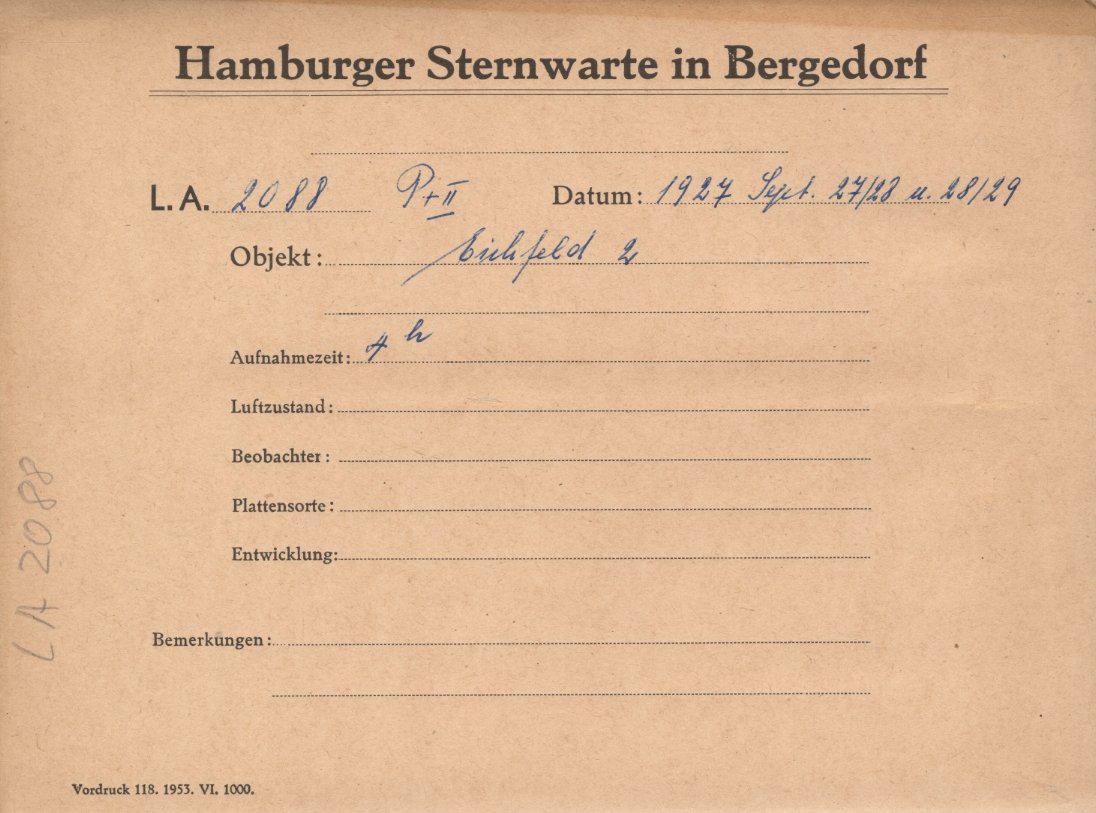 Hamburger Sternwarte in Bergedorf
L.A. 2088 P+II Datum: 1927 Sept. 27/28 u. 28/29
Objekt: Eichfeld 2
Aufnahmezeit: 4h
Luftzustand:
Beobachter:
Plattensorte:
Entwicklung:
Bemerkungen:
Vordruck 118. 1953. VI. 1000.
LA 2088